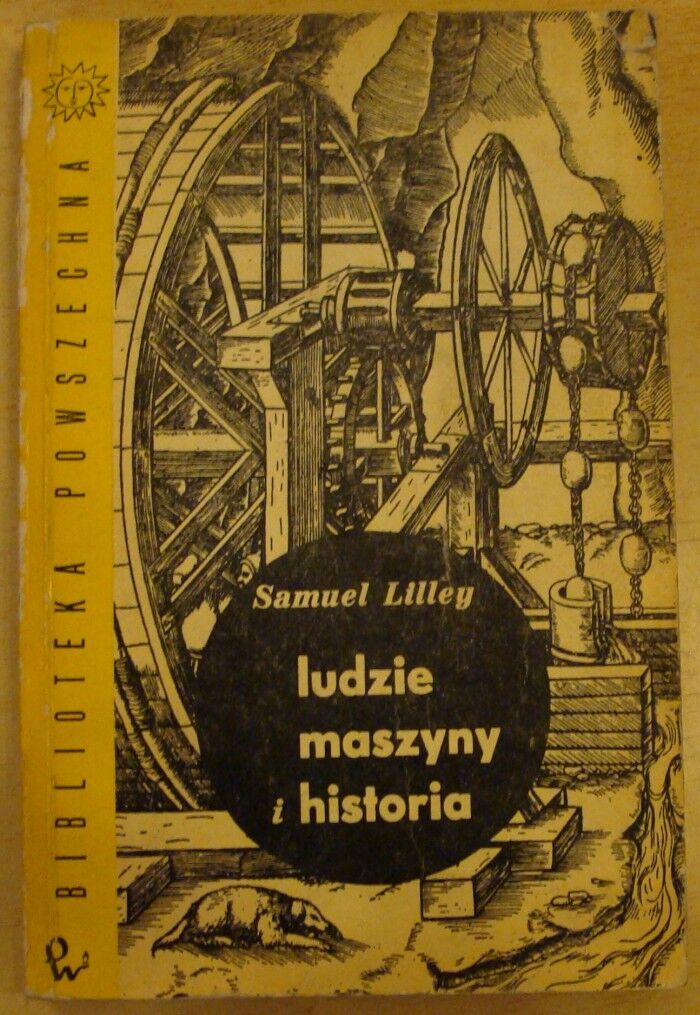 BIBLIOTEKA POWSZECHNA
Samuel Lilley
ludzie
maszyny
i historia